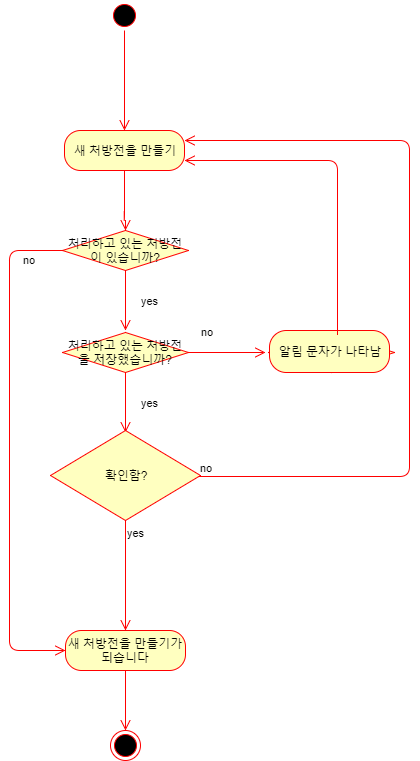 새 처방전을 만들기
처리하고 있는 처방전
이 있습니까?
no
yes
처리하고 있는 처방전
을 저장했습니까?
no
알림 문자가 나타남
yes
확인함?
no
yes
새 처방전을 만들기가
되습니다